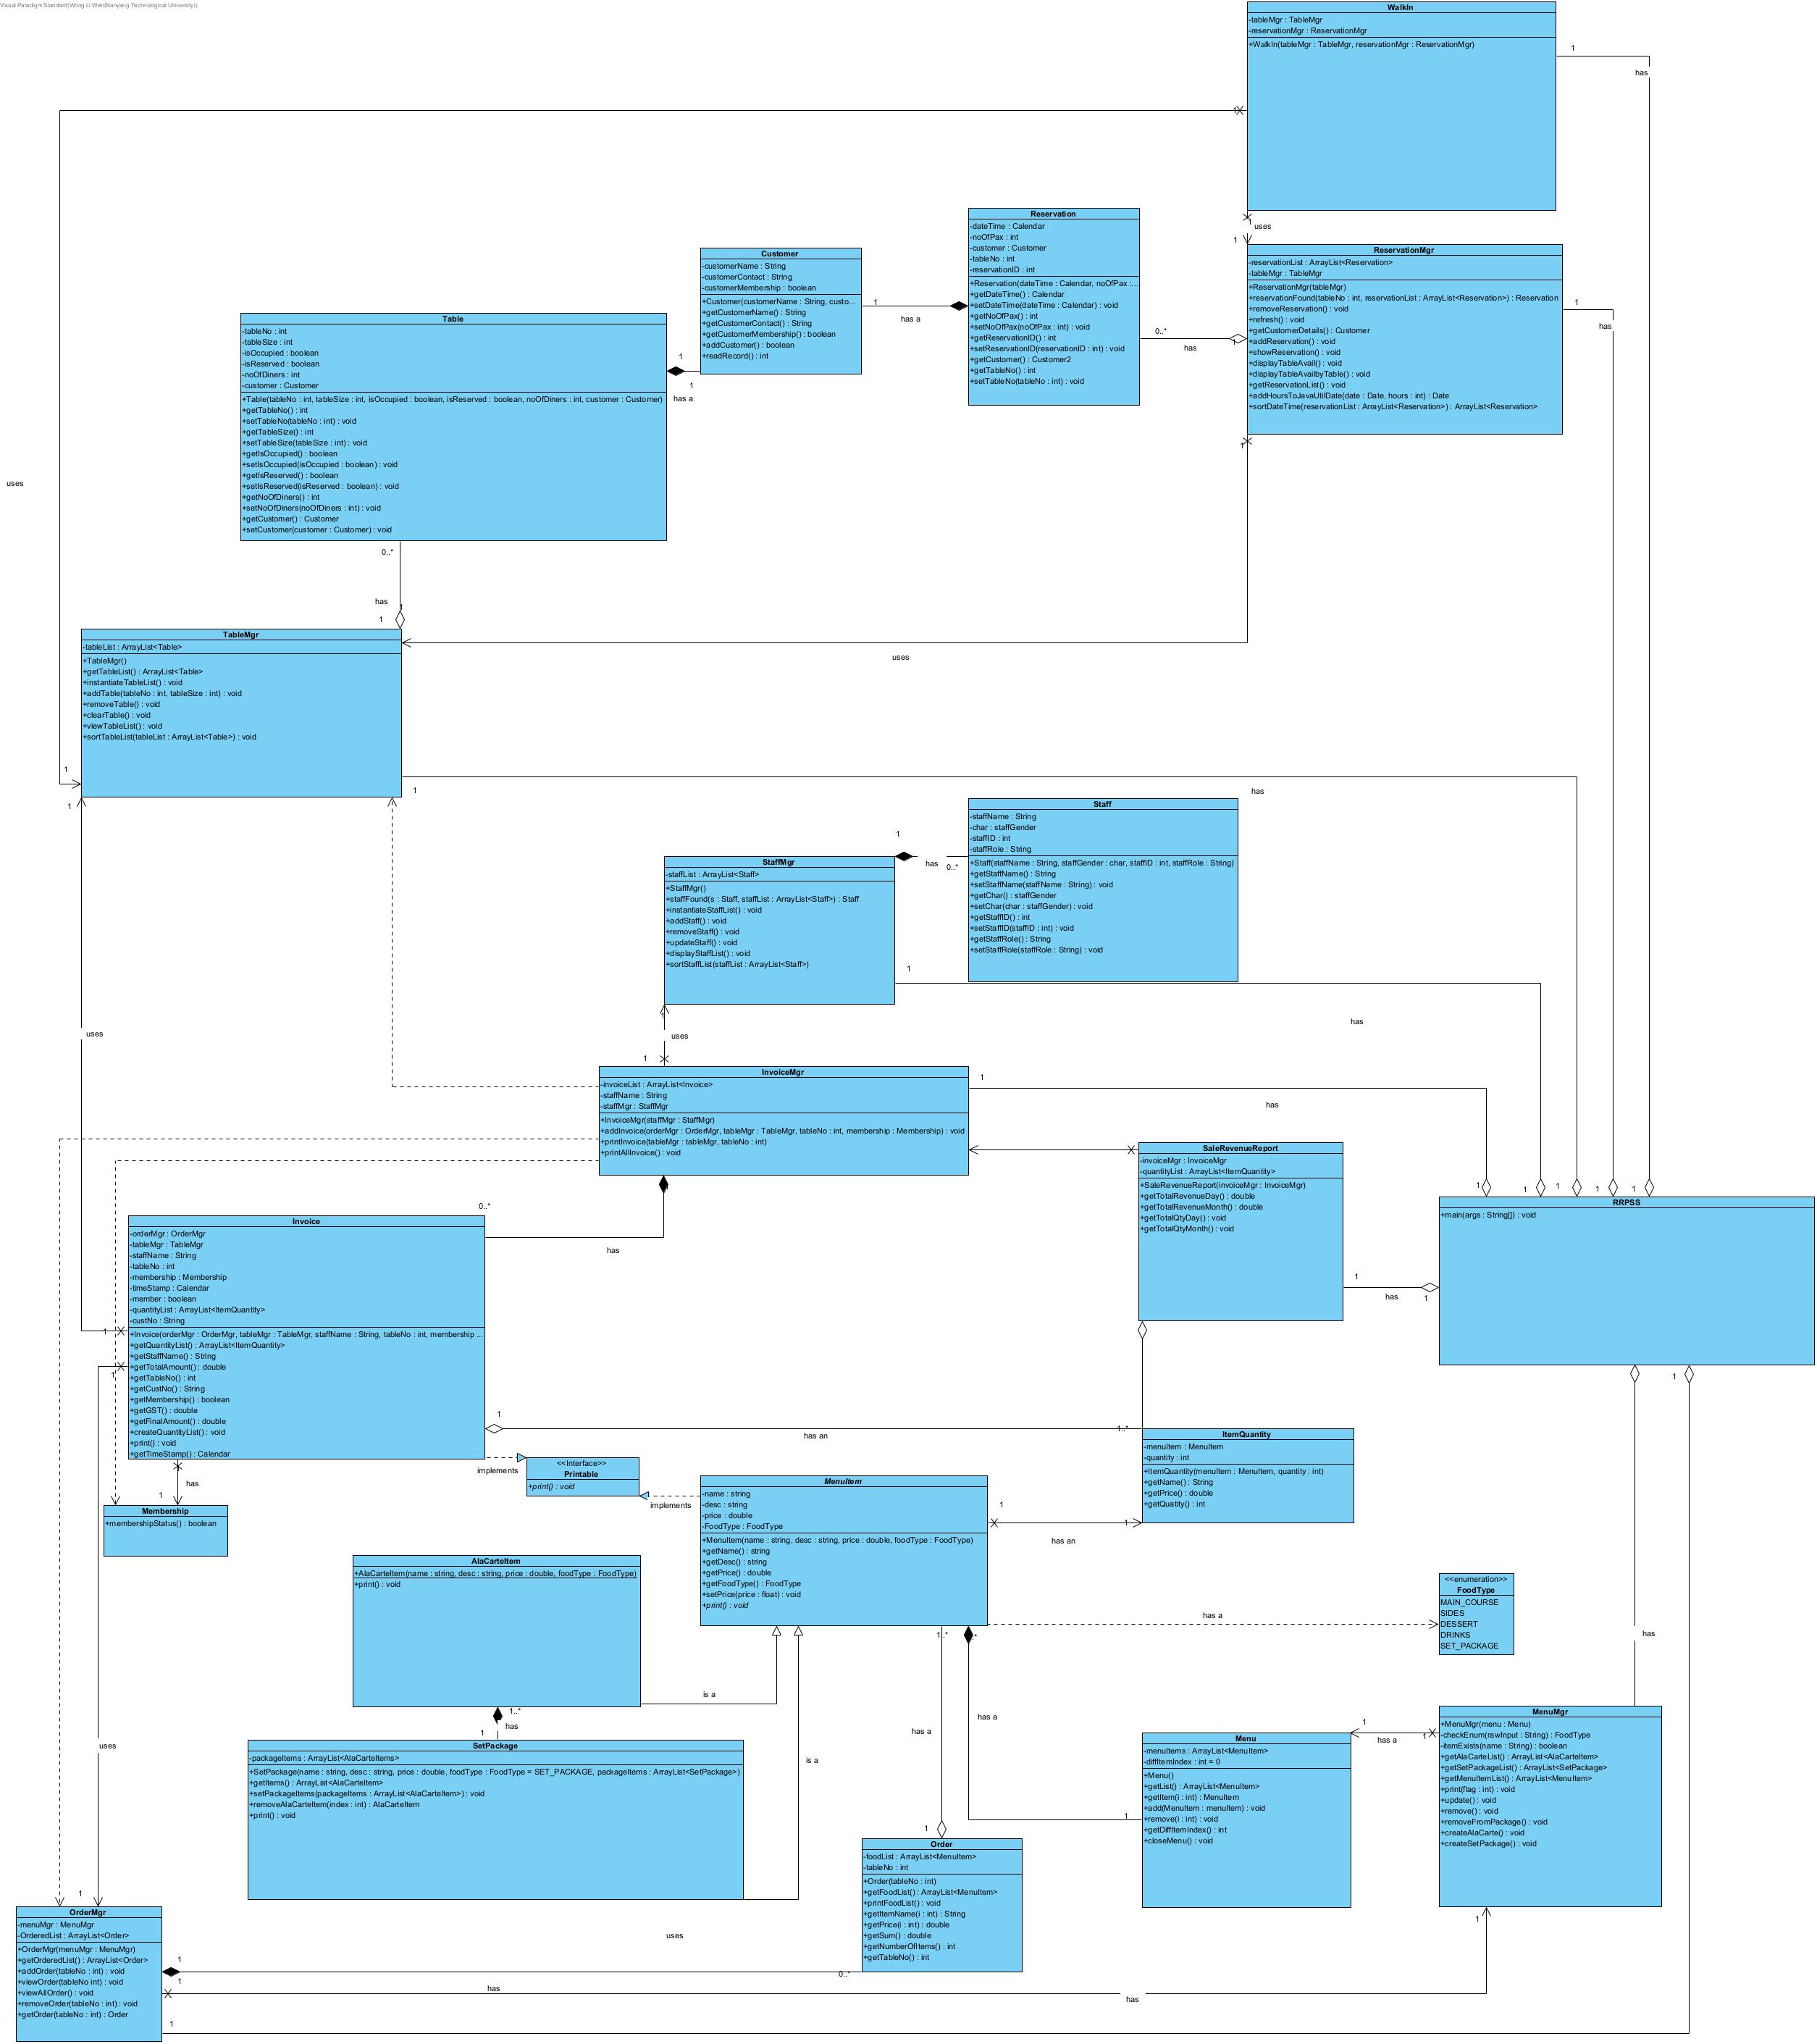 Visual Paradigm Standard(Wong Li Wen(Nanyang Technological University))
WalkIn
-tableMgr : TableMgr
-reservationMgr : ReservationMgr
+WalkIn(tableMgr : TableMgr, reservationMgr : ReservationMgr)
1
has
1
1
uses
1
Reservation
-dateTime : Calendar
-noOfPax : int
-customer : Customer
-tableNo : int
-reservationID : int
+Reservation(dateTime : Calendar, noOfPax :...
+getDateTime() : Calendar
+setDateTime(dateTime : Calendar) : void
+getNoOfPax() : int
+setNoOfPax(noOfPax : int) : void
+getReservationID() : int
+setReservationID(reservationID : int) : void
+getCustomer() : Customer2
+getTableNo() : int
+setTableNo(tableNo : int) : void
ReservationMgr
-reservationList : ArrayList<Reservation>
-tableMgr : TableMgr
+ReservationMgr(tableMgr)
+reservationFound(tableNo : int, reservationList : ArrayList<Reservation>) : Reservation
+removeReservation() : void
+refresh() : void
+getCustomerDetails() : Customer
+addReservation() : void
+showReservation() : void
+displayTableAvail() : void
+displayTableAvailbyTable() : void
+getReservationList() : void
+addHoursToJavaUtilDate(date : Date, hours : int) : Date
+sortDateTime(reservationList : ArrayList<Reservation>) : ArrayList<Reservation>
1
has
0..*
has
1
1
Customer
-customerName : String
-customerContact : String
-customerMembership : boolean
+Customer(customerName : String, custo...
+getCustomerName() : String
+getCustomerContact() : String
+getCustomerMembership() : boolean
+addCustomer() : boolean
+readRecord() : int
1
has a
Table
-tableNo : int
-tableSize : int
-isOccupied : boolean
-isReserved : boolean
-noOfDiners : int
-customer : Customer
+Table(tableNo : int, tableSize : int, isOccupied : boolean, isReserved : boolean, noOfDiners : int, customer : Customer)
+getTableNo() : int
+setTableNo(tableNo : int) : void
+getTableSize() : int
+setTableSize(tableSize : int) : void
+getIsOccupied() : boolean
+setIsOccupied(isOccupied : boolean) : void
+getIsReserved() : boolean
+setIsReserved(isReserved : boolean) : void
+getNoOfDiners() : int
+setNoOfDiners(noOfDiners : int) : void
+getCustomer() : Customer
+setCustomer(customer : Customer) : void
1
1
has a
uses
0..*
has
1
1
TableMgr
-tableList : ArrayList<Table>
+TableMgr()
+getTableList() : ArrayList<Table>
+instantiateTableList() : void
+addTable(tableNo : int, tableSize : int) : void
+removeTable() : void
+clearTable() : void
+viewTableList() : void
+sortTableList(tableList : ArrayList<Table>) : void
uses
1
1
1
has
Staff
-staffName : String
-char : staffGender
-staffID : int
-staffRole : String
+Staff(staffName : String, staffGender : char, staffID : int, staffRole : String)
+getStaffName() : String
+setStaffName(staffName : String) : void
+getChar() : staffGender
+setChar(char : staffGender) : void
+getStaffID() : int
+setStaffID(staffID : int) : void
+getStaffRole() : String
+setStaffRole(staffRole : String) : void
1
has
0..*
StaffMgr
-staffList : ArrayList<Staff>
+StaffMgr()
+staffFound(s : Staff, staffList : ArrayList<Staff>) : Staff
+instantiateStaffList() : void
+addStaff() : void
+removeStaff() : void
+updateStaff() : void
+displayStaffList() : void
+sortStaffList(staffList : ArrayList<Staff>)
1
has
1
uses
1
uses
InvoiceMgr
-invoiceList : ArrayList<Invoice>
-staffName : String
-staffMgr : StaffMgr
+InvoiceMgr(staffMgr : StaffMgr)
+addInvoice(orderMgr : OrderMgr, tableMgr : TableMgr, tableNo : int, membership : Membership) : void
+printInvoice(tableMgr : tableMgr, tableNo : int)
+printAllInvoice() : void
1
has
SaleRevenueReport
-invoiceMgr : InvoiceMgr
-quantityList : ArrayList<ItemQuantity>
+SaleRevenueReport(invoiceMgr : InvoiceMgr)
+getTotalRevenueDay() : double
+getTotalRevenueMonth() : double
+getTotalQtyDay() : void
+getTotalQtyMonth() : void
1
1
1
1
1
RRPSS
+main(args : String[]) : void
1
has
1
0..*
has
Invoice
-orderMgr : OrderMgr
-tableMgr : TableMgr
-staffName : String
-tableNo : int
-membership : Membership
-timeStamp : Calendar
-member : boolean
-quantityList : ArrayList<ItemQuantity>
-custNo : String
+Invoice(orderMgr : OrderMgr, tableMgr : TableMgr, staffName : String, tableNo : int, membership ...
+getQuantityList() : ArrayList<ItemQuantity>
+getStaffName() : String
+getTotalAmount() : double
+getTableNo() : int
+getCustNo() : String
+getMembership() : boolean
+getGST() : double
+getFinalAmount() : double
+createQuantityList() : void
+print() : void
+getTimeStamp() : Calendar
1
1
1
has an
1..*
1
ItemQuantity
-menuItem : MenuItem
-quantity : int
+ItemQuantity(menuItem : MenuItem, quantity : int)
+getName() : String
+getPrice() : double
+getQuatity() : int
implements
<<Interface>>
Printable
+print() : void
implements
has
1
Membership
+membershipStatus() : boolean
MenuItem
-name : string
-desc : string
-price : double
-FoodType : FoodType
+MenuItem(name : string, desc : string, price : double, foodType : FoodType)
+getName() : string
+getDesc() : string
+getPrice() : double
+getFoodType() : FoodType
+setPrice(price : float) : void
+print() : void
1
1
has an
AlaCarteItem
+AlaCarteItem(name : string, desc : string, price : double, foodType : FoodType)
+print() : void
<<enumeration>>
FoodType
MAIN_COURSE
SIDES
DESSERT
DRINKS
SET_PACKAGE
has a
1..*
has
is a
1..*
has
1
has a
has a
is a
uses
SetPackage
-packageItems : ArrayList<AlaCarteItems>
+SetPackage(name : string, desc : string, price : double, foodType : FoodType = SET_PACKAGE, packageItems : ArrayList<SetPackage>)
+getItems() : ArrayList<AlaCarteItem>
+setPackageItems(packageItems : ArrayList<AlaCarteItem>) : void
+removeAlaCarteItem(index : int) : AlaCarteItem
+print() : void
Menu
-menuItems : ArrayList<MenuItem>
-diffItemIndex : int = 0
+Menu()
+getList() : ArrayList<MenuItem>
+getItem(i : int) : MenuItem
+add(MenuItem : menuItem) : void
+remove(i : int) : void
+getDiffItemIndex() : int
+closeMenu() : void
1
1
has a
1
MenuMgr
+MenuMgr(menu : Menu)
-checkEnum(rawInput : String) : FoodType
-itemExists(name : String) : boolean
+getAlaCarteList() : ArrayList<AlaCarteItem>
+getSetPackageList() : ArrayList<SetPackage>
+getMenuItemList() : ArrayList<MenuItem>
+print(flag : int) : void
+update() : void
+remove() : void
+removeFromPackage() : void
+createAlaCarte() : void
+createSetPackage() : void
1
Order
-foodList : ArrayList<MenuItem>
-tableNo : int
+Order(tableNo : int)
+getFoodList() : ArrayList<MenuItem>
+printFoodList() : void
+getItemName(i : int) : String
+getPrice(i : int) : double
+getSum() : double
+getNumberOfItems() : int
+getTableNo() : int
1
1
OrderMgr
-menuMgr : MenuMgr
-OrderedList : ArrayList<Order>
+OrderMgr(menuMgr : MenuMgr)
+getOrderedList() : ArrayList<Order>
+addOrder(tableNo : int) : void
+viewOrder(tableNo int) : void
+viewAllOrder() : void
+removeOrder(tableNo : int) : void
+getOrder(tableNo : int) : Order
uses
1
0..*
1
has
has
1